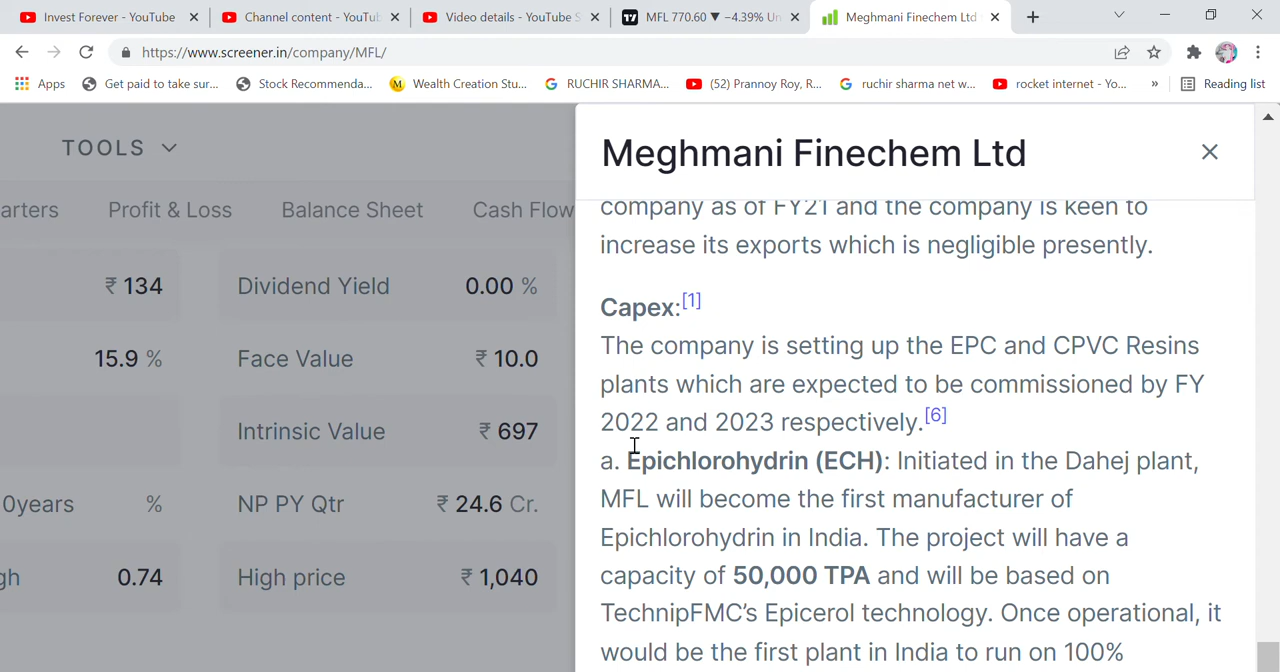 Invest Forever - YouTube
Channel content - YouTub
Video details - YouTube S
MFL 770.60 ▼ −4.39% Un
Meghmani Finechem Ltd
https://www.screener.in/company/MFL/
Apps
Get paid to take sur...
Stock Recommenda...
Wealth Creation Stu...
RUCHIR SHARMA...
(52) Prannoy Roy, R...
ruchir sharma net w...
rocket internet - Yo...
»
Reading list
TOOLS
arters
Profit & Loss
Balance Sheet
Cash Flow
₹ 134
Dividend Yield
0.00 %
15.9 %
Face Value
₹ 10.0
Intrinsic Value
₹ 697
0years
%
NP PY Qtr
₹ 24.6 Cr.
gh
0.74
High price
₹ 1,040
Meghmani Finechem Ltd
company as of FY21 and the company is keen to
increase its exports which is negligible presently.
Capex:[1]
The company is setting up the EPC and CPVC Resins
plants which are expected to be commissioned by FY
2022 and 2023 respectively.[6]
a. Epichlorohydrin (ECH): Initiated in the Dahej plant,
MFL will become the first manufacturer of
Epichlorohydrin in India. The project will have a
capacity of 50,000 TPA and will be based on
TechnipFMC’s Epicerol technology. Once operational, it
would be the first plant in India to run on 100%